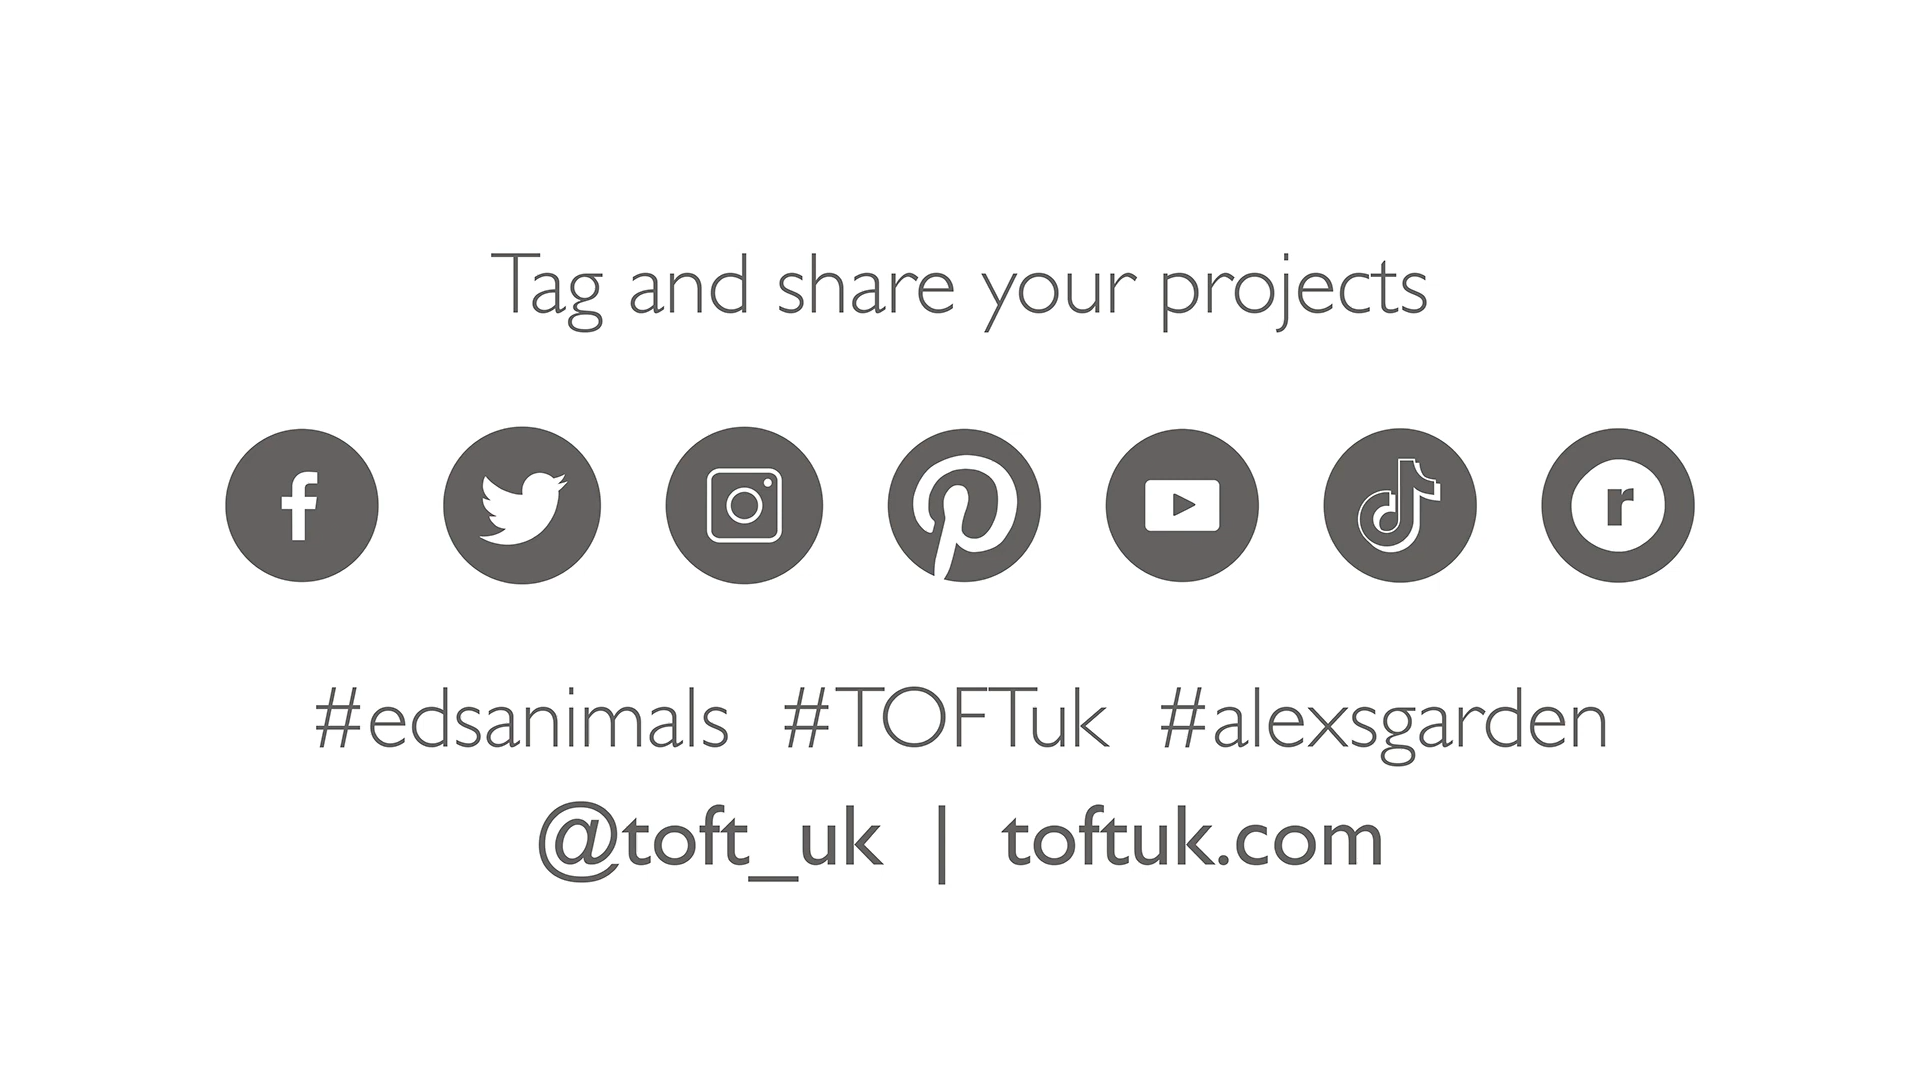 Tag and share your projects
#edsanimals #TOFTuk #alexsgarden
@toft_uk | toftuk.com